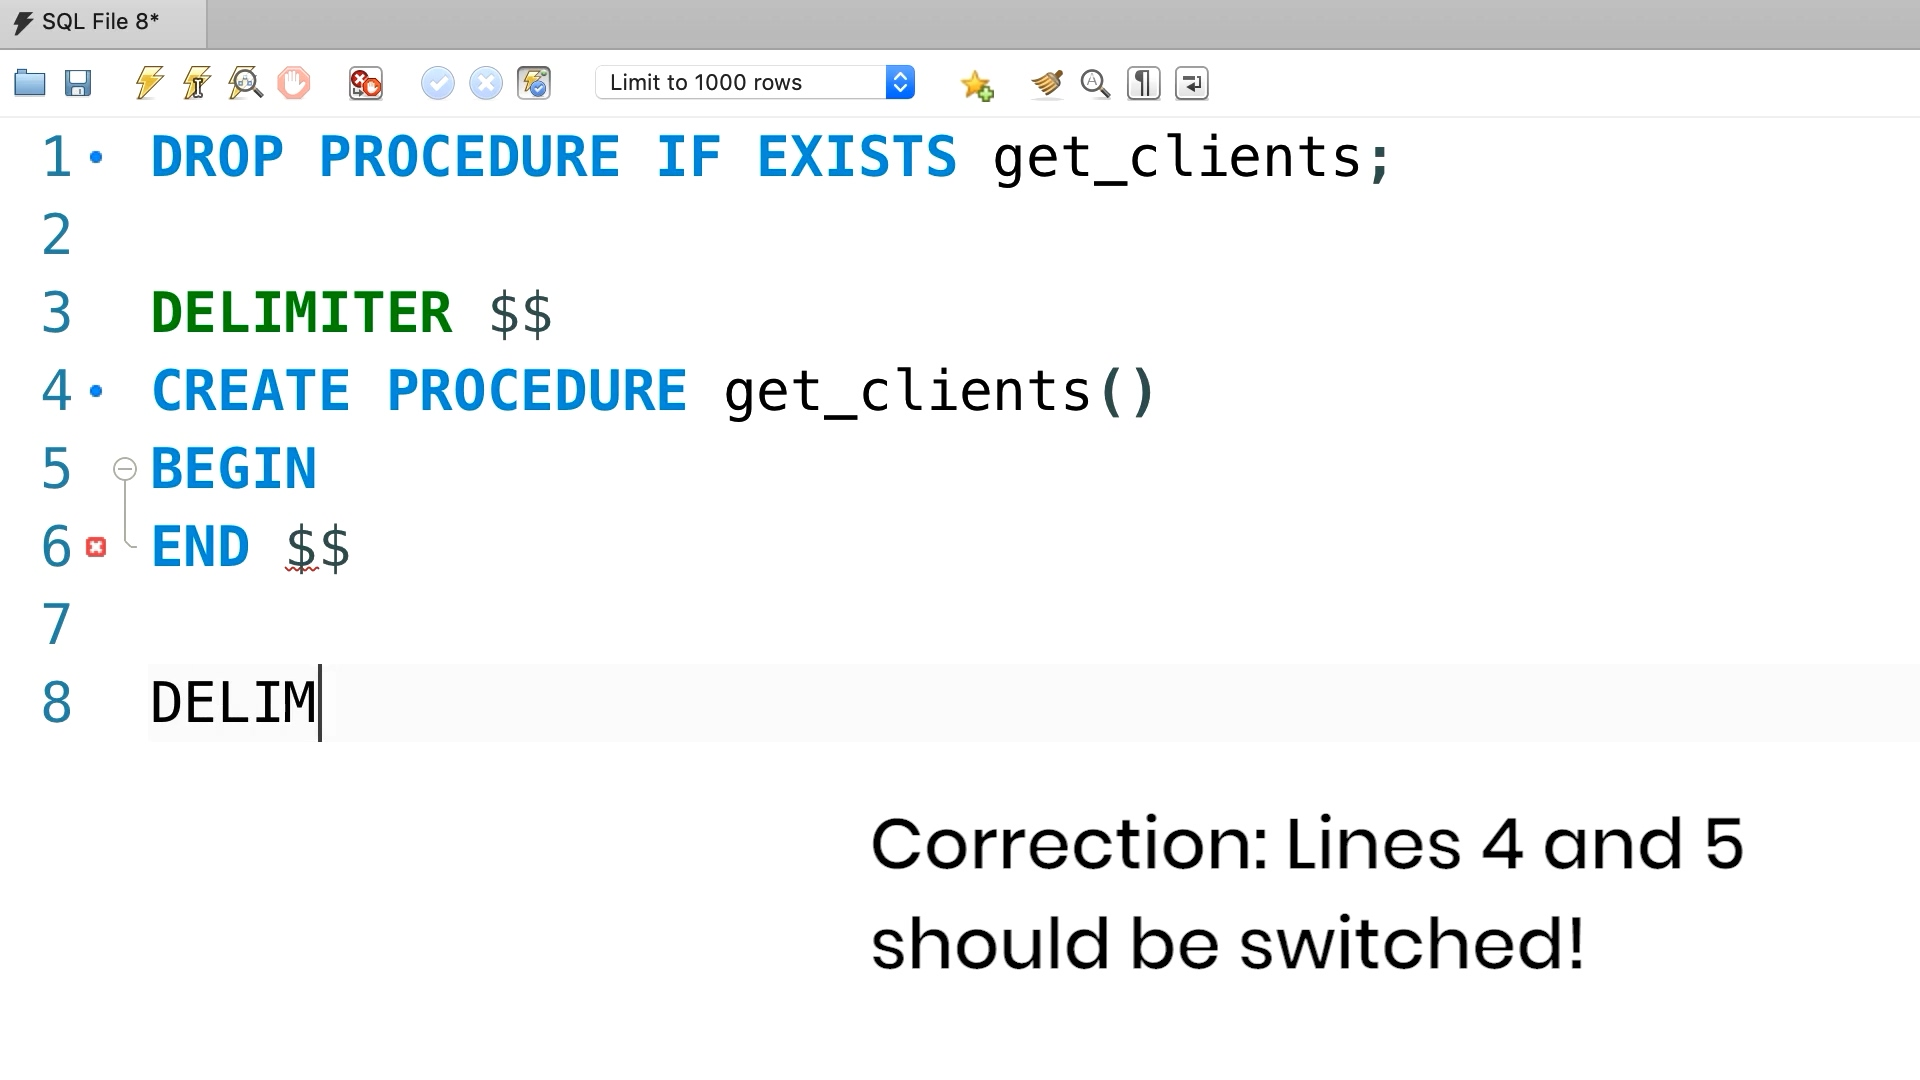 SQL File 8*
Limit to 1000 rows
1 DROP PROCEDURE IF EXISTS get_clients;
2
3 DELIMITER $$
4 CREATE PROCEDURE get_clients()
5 BEGIN
6 END $$
7
8 DELIM
Correction: Lines 4 and 5
should be switched!